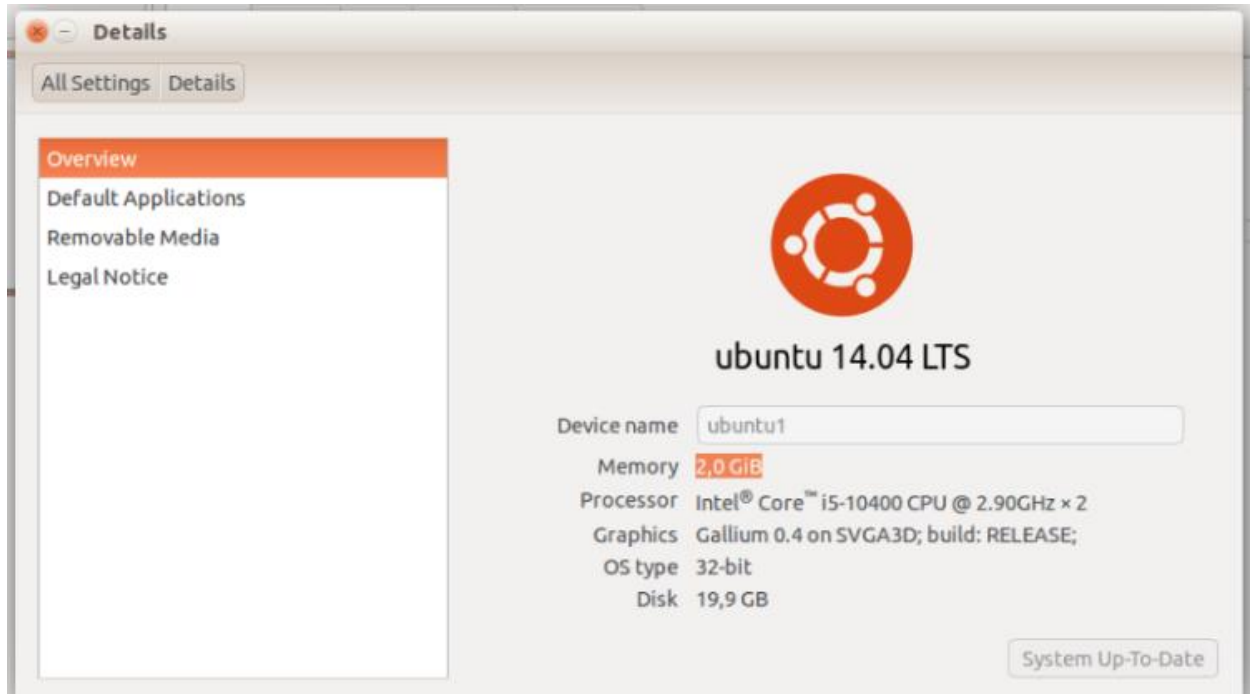 Details
All Settings Details
Overview
Default Applications
Removable Media
Legal Notice
ubuntu 14.04 LTS
Device name ubuntu1
Memory 2,0 GiB
Processor Intel® Core™ i5-10400 CPU @ 2.90GHz × 2
Graphics Gallium 0.4 on SVGA3D; build: RELEASE;
OS type 32-bit
Disk 19,9 GB
System Up-To-Date